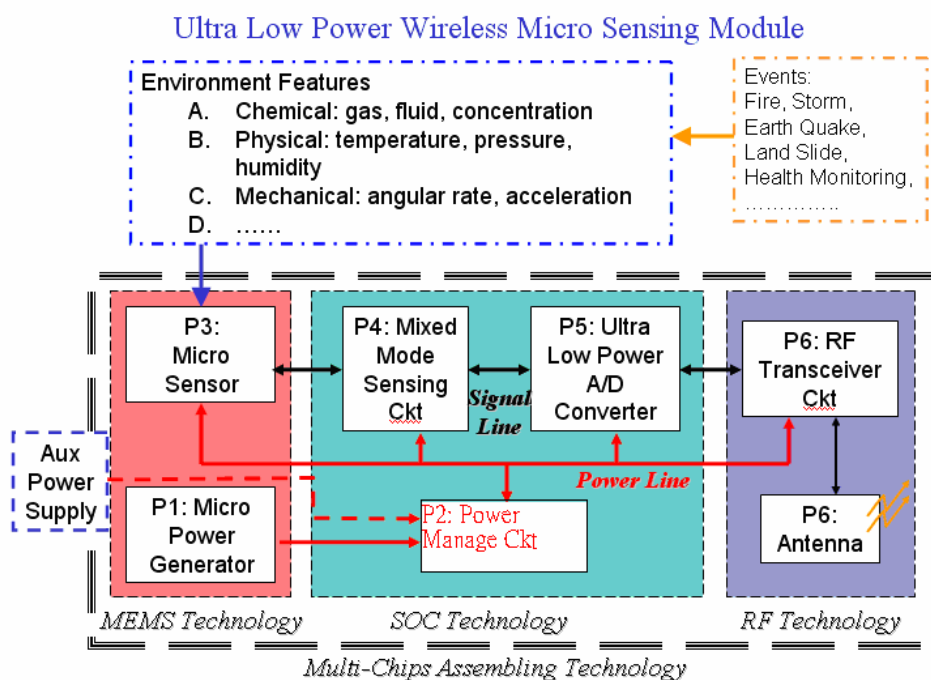 Ultra Low Power Wireless Micro Sensing Module
Environment Features
A. Chemical: gas, fluid, concentration
B. Physical: temperature, pressure,
humidity
C. Mechanical: angular rate, acceleration
D. ......
Events:
Fire, Storm,
Earth Quake,
Land Slide,
Health Monitoring,
…………..
P3:
Micro
Sensor
P4: Mixed
Mode
Sensing
Ckt
Signal
Line
P5: Ultra
Low Power
A/D
Converter
P6: RF
Transceiver
Ckt
Aux
Power
Supply
Power Line
P1: Micro
Power
Generator
P2: Power
Manage Ckt
P6:
Antenna
MEMS Technology
SOC Technology
RF Technology
Multi-Chips Assembling Technology